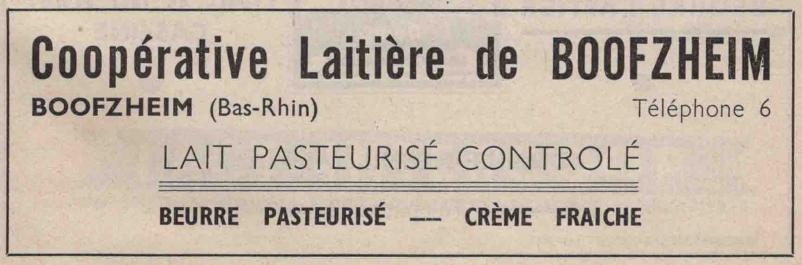 Coopérative Laitière de BOOFZHEIM
BOOFZHEIM (Bas-Rhin) Téléphone 6
LAIT PASTEURISÉ CONTROLÉ
BEURRE PASTEURISÉ — CRÈME FRAICHE